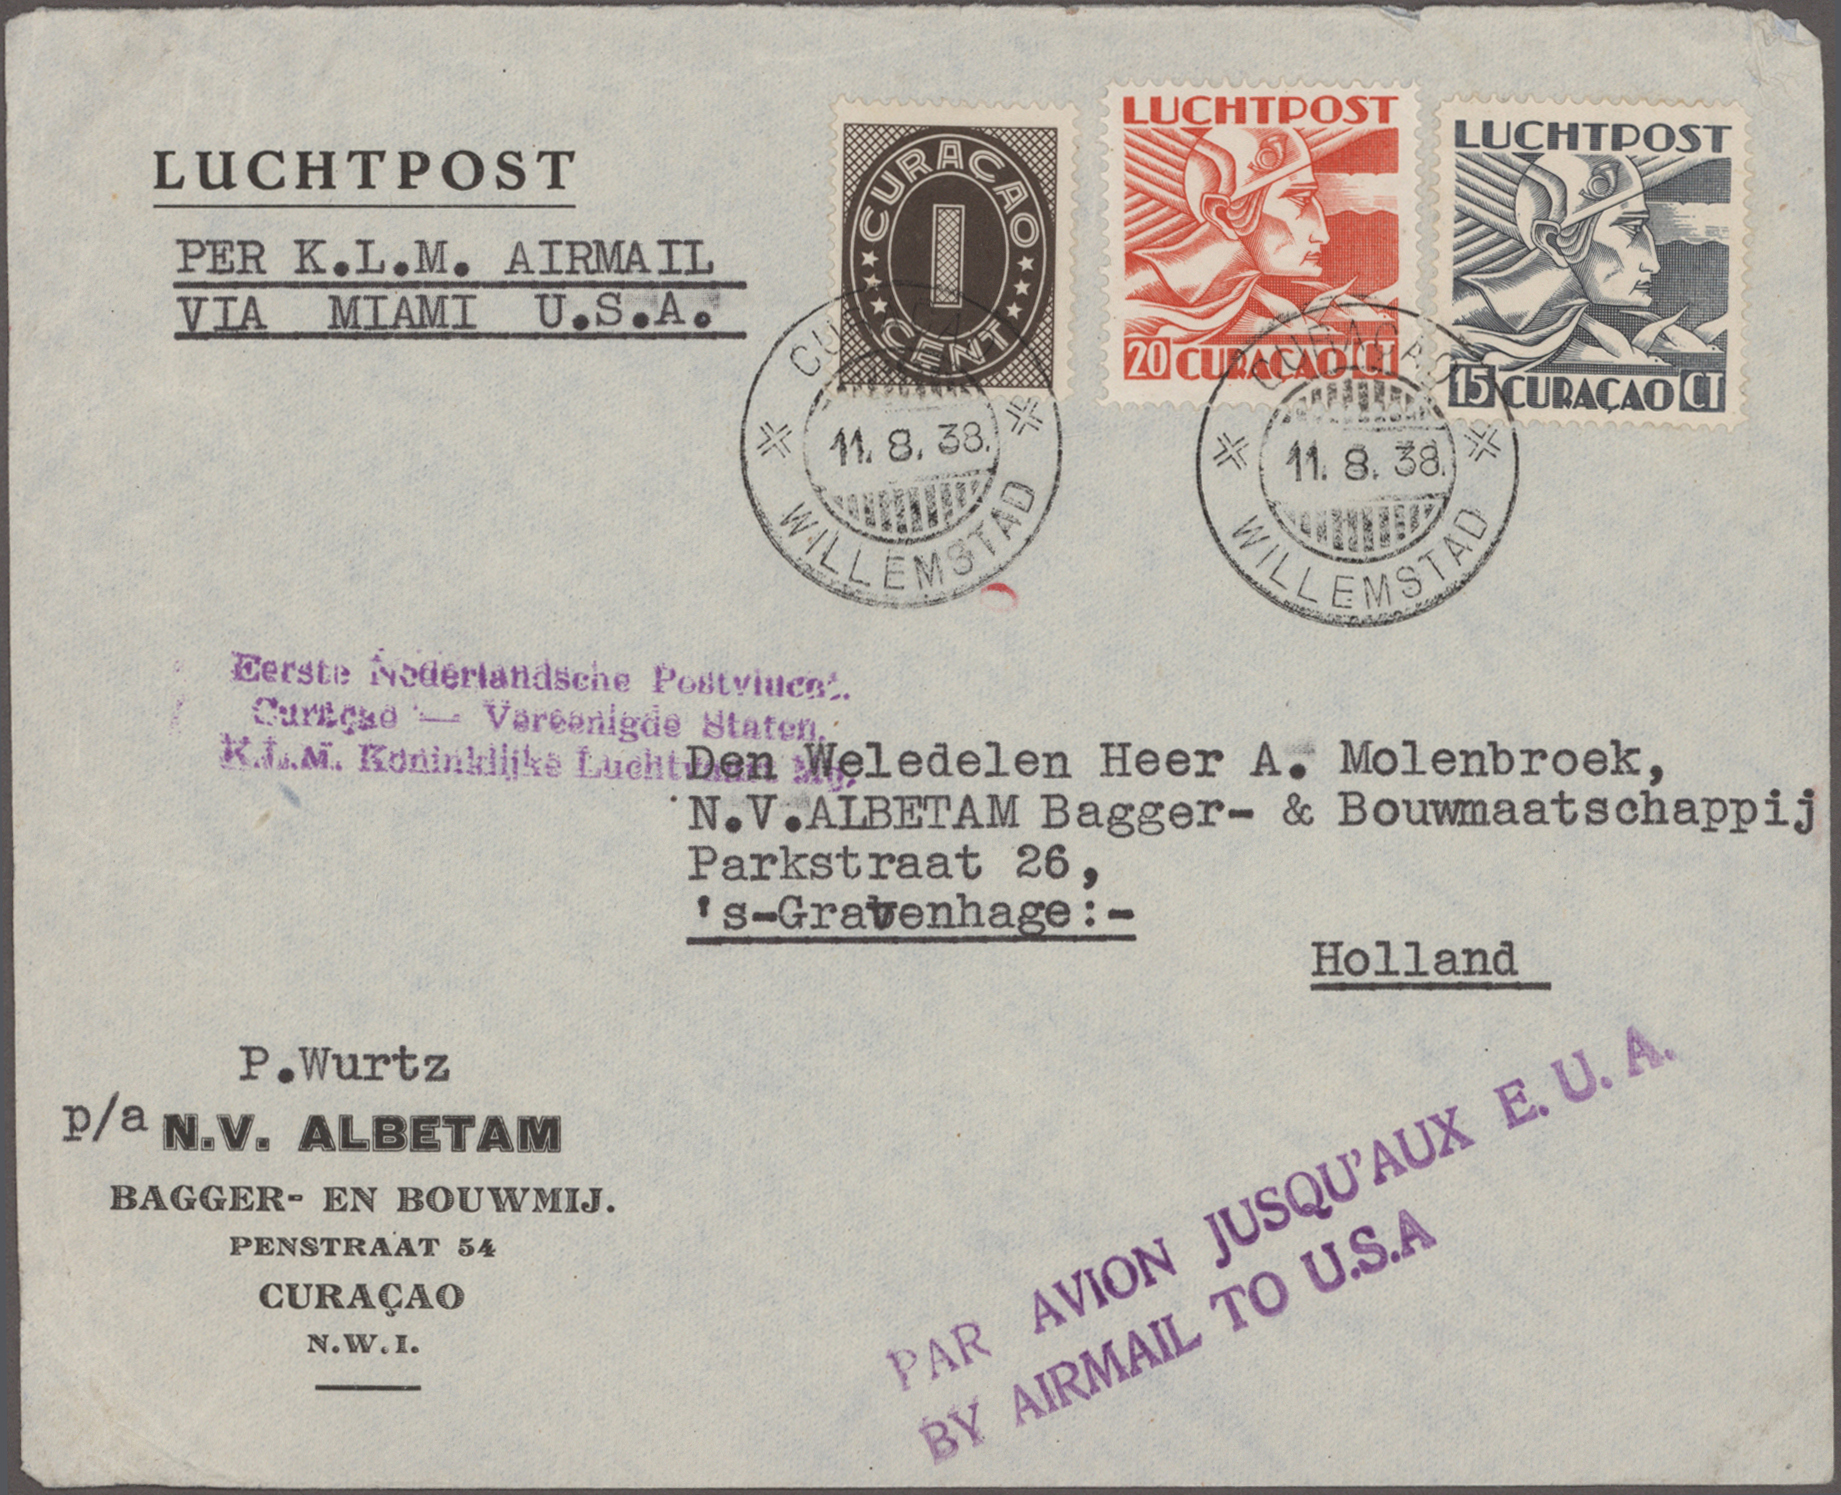 LUCHTPOST
PER K.L.M. AIRMAIL
VIA MIAMI U.S.A.
CURAÇAO
1
CENT
LUCHTPOST
20 CURAÇAO CT
LUCHTPOST
15 CURAÇAO CT
CURAÇAO
11.8.38.
WILLEMSTAD
CURAÇAO
11.8.38.
WILLEMSTAD
Eerste Nederlandsche Postvlucht.
Curaçao — Vereenigde Staten.
K.L.M. Koninklijke Luchtvaart Mij.
Den Weledelen Heer A. Molenbroek,
N.V.ALBETAM Bagger- & Bouwmaatschappij
Parkstraat 26,
's-Gravenhage:-
Holland
P.Wurtz
p/a N.V. ALBETAM
BAGGER- EN BOUWMIJ.
PENSTRAAT 54
CURAÇAO
N.W.I.
PAR AVION JUSQU'AUX E.U.A.
BY AIRMAIL TO U.S.A